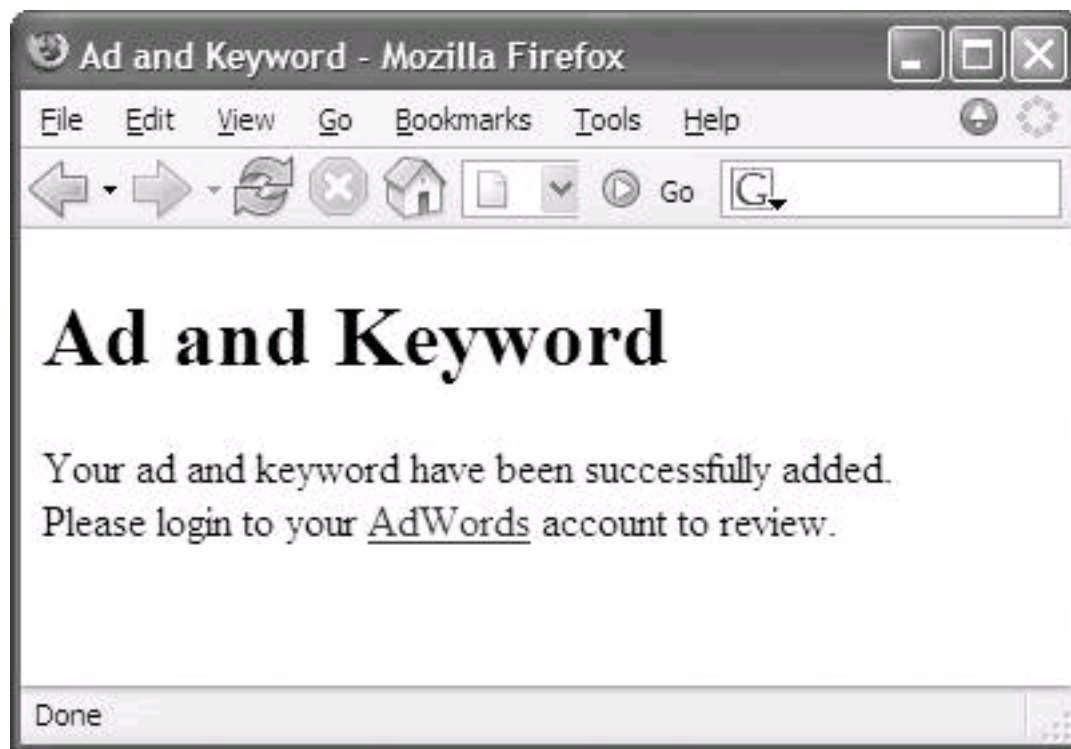 Ad and Keyword - Mozilla Firefox
File Edit View Go Bookmarks Tools Help
Go G
Ad and Keyword
Your ad and keyword have been successfully added.
Please login to your AdWords account to review.
Done